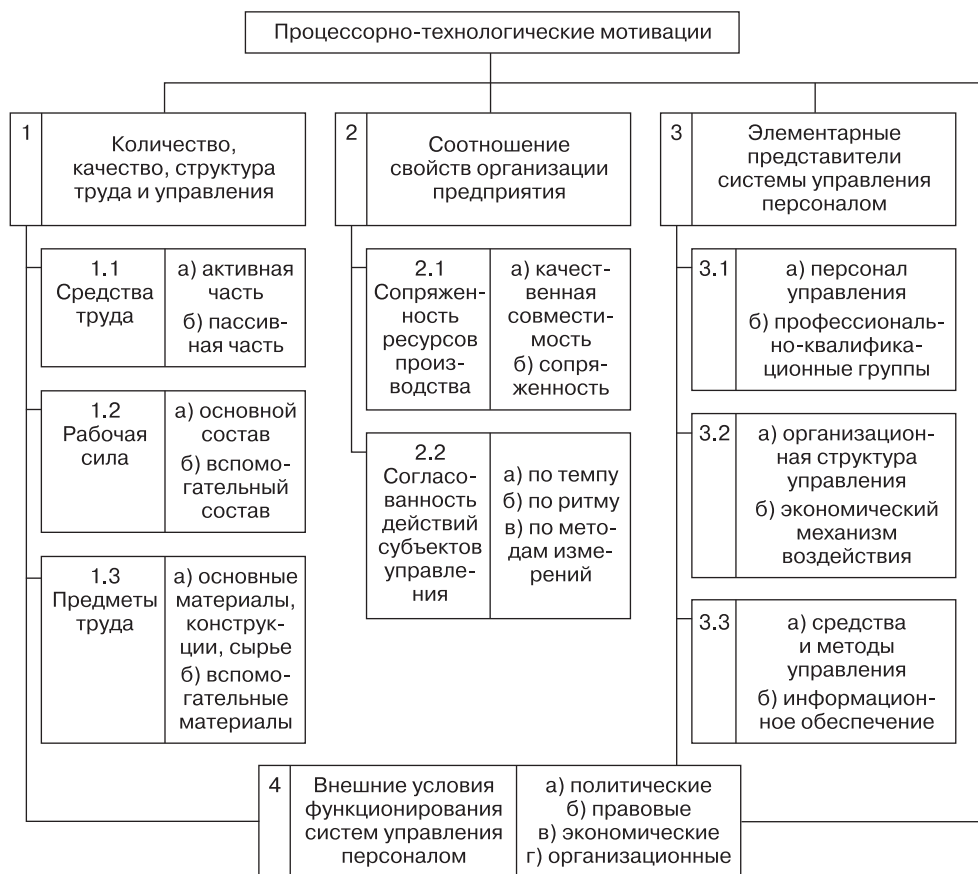 Процессорно-технологические мотивации
1
Количество,
качество, структура
труда и управления
2
Соотношение
свойств организации
предприятия
3
Элементарные
представители
системы управления
персоналом
1.1
Средства
труда
а) активная
часть
б) пассив-
ная часть
1.2
Рабочая
сила
а) основной
состав
б) вспомо-
гательный
состав
1.3
Предметы
труда
а) основные
материалы,
конструк-
ции, сырье
б) вспомо-
гательные
материалы
2.1
Сопряжен-
ность
ресурсов
произ-
водства
а) качест-
венная
совмести-
мость
б) сопря-
женность
2.2
Согласо-
ванность
действий
субъектов
управле-
ния
а) по темпу
б) по ритму
в) по мето-
дам изме-
рений
3.1
а) персонал
управления
б) профессиональ-
но-квалифика-
ционные группы
3.2
а) организацион-
ная структура
управления
б) экономический
механизм
воздействия
3.3
а) средства
и методы
управления
б) информацион-
ное обеспечение
4
Внешние условия
функционирования
систем управления
персоналом
а) политические
б) правовые
в) экономические
г) организационные